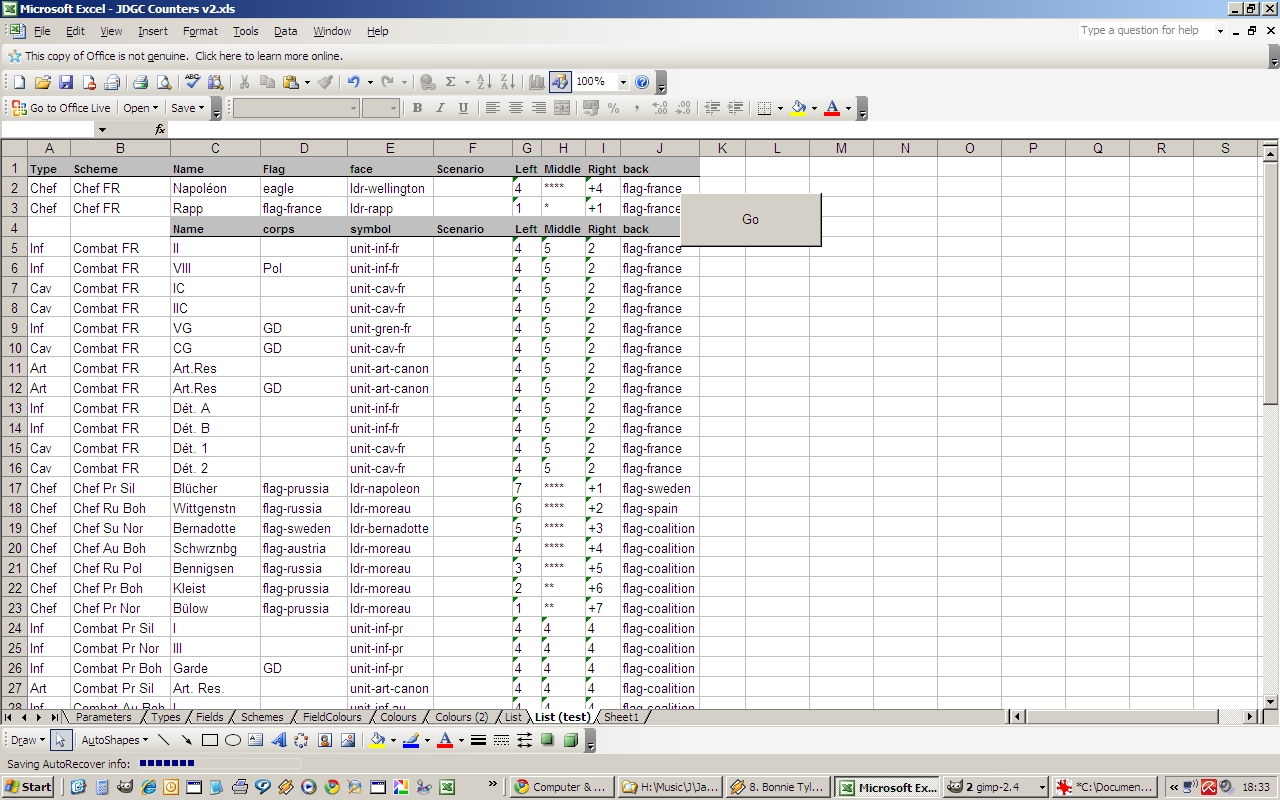 Microsoft Excel - JDGC Counters v2.xls
File Edit View Insert Format Tools Data Window Help Type a question for help
This copy of Office is not genuine. Click here to learn more online.
100%
Go to Office Live Open Save B I U %
fx
A B C D E F G H I J K L M N O P Q R S
1 Type Scheme Name Flag face Scenario Left Middle Right back
2 Chef Chef FR Napoléon eagle ldr-wellington 4 **** +4 flag-france
3 Chef Chef FR Rapp flag-france ldr-rapp 1 * +1 flag-france
Go
4 Name corps symbol Scenario Left Middle Right back
5 Inf Combat FR II unit-inf-fr 4 5 2 flag-france
6 Inf Combat FR VIII Pol unit-inf-fr 4 5 2 flag-france
7 Cav Combat FR IC unit-cav-fr 4 5 2 flag-france
8 Cav Combat FR IIC unit-cav-fr 4 5 2 flag-france
9 Inf Combat FR VG GD unit-gren-fr 4 5 2 flag-france
10 Cav Combat FR CG GD unit-cav-fr 4 5 2 flag-france
11 Art Combat FR Art.Res unit-art-canon 4 5 2 flag-france
12 Art Combat FR Art.Res GD unit-art-canon 4 5 2 flag-france
13 Inf Combat FR Dét. A unit-inf-fr 4 5 2 flag-france
14 Inf Combat FR Dét. B unit-inf-fr 4 5 2 flag-france
15 Cav Combat FR Dét. 1 unit-cav-fr 4 5 2 flag-france
16 Cav Combat FR Dét. 2 unit-cav-fr 4 5 2 flag-france
17 Chef Chef Pr Sil Blücher flag-prussia ldr-napoleon 7 **** +1 flag-sweden
18 Chef Chef Ru Boh Wittgenstn flag-russia ldr-moreau 6 **** +2 flag-spain
19 Chef Chef Su Nor Bernadotte flag-sweden ldr-bernadotte 5 **** +3 flag-coalition
20 Chef Chef Au Boh Schwrznbg flag-austria ldr-moreau 4 **** +4 flag-coalition
21 Chef Chef Ru Pol Bennigsen flag-russia ldr-moreau 3 **** +5 flag-coalition
22 Chef Chef Pr Boh Kleist flag-prussia ldr-moreau 2 ** +6 flag-coalition
23 Chef Chef Pr Nor Bülow flag-prussia ldr-moreau 1 ** +7 flag-coalition
24 Inf Combat Pr Sil I unit-inf-pr 4 4 4 flag-coalition
25 Inf Combat Pr Nor III unit-inf-pr 4 4 4 flag-coalition
26 Inf Combat Pr Boh Garde GD unit-inf-pr 4 4 4 flag-coalition
27 Art Combat Pr Sil Art. Res. unit-art-canon 4 4 4 flag-coalition
28 Inf Combat Au Boh I unit-inf-au 4 4 4 flag-coalition
Parameters Types Fields Schemes FieldColours Colours Colours (2) List List (test) Sheet1
Draw AutoShapes
Saving AutoRecover info:
Start Computer & ... H:\Music\J\Ja... 8. Bonnie Tyl... Microsoft Ex... 2 gimp-2.4 *C:\Documen... 18:33